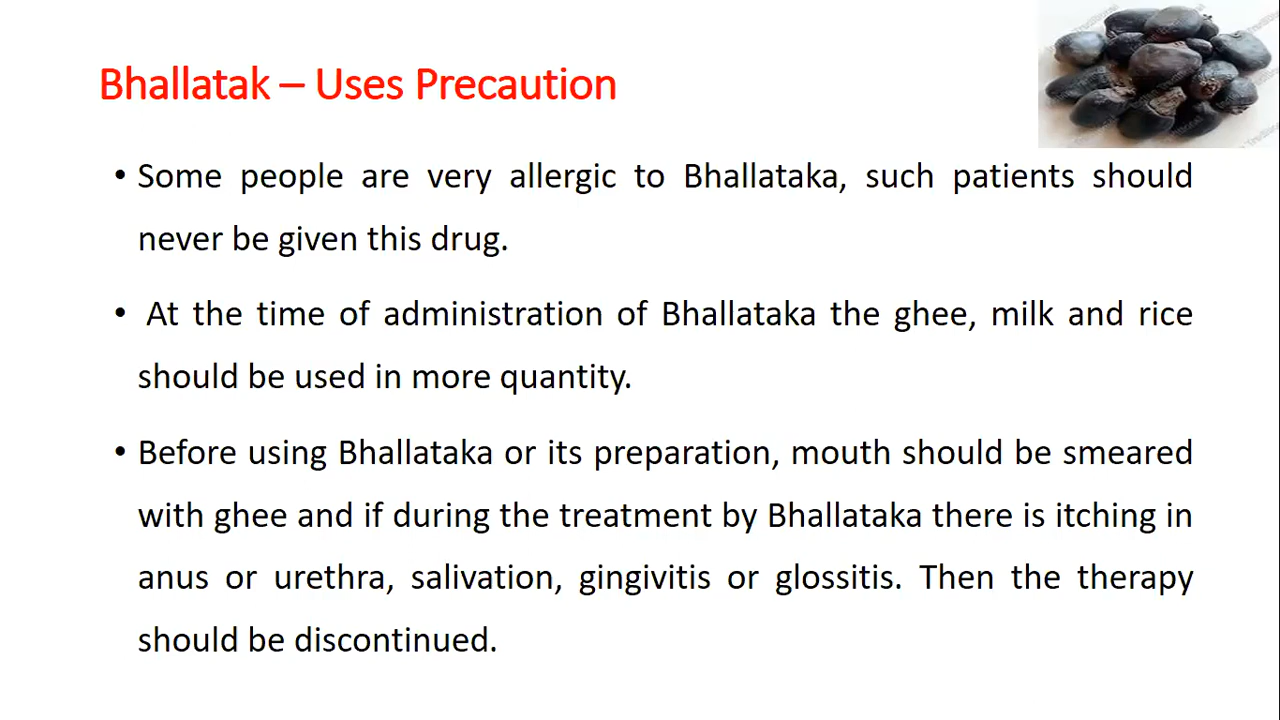 Bhallatak – Uses Precaution
• Some people are very allergic to Bhallataka, such patients should
never be given this drug.
• At the time of administration of Bhallataka the ghee, milk and rice
should be used in more quantity.
• Before using Bhallataka or its preparation, mouth should be smeared
with ghee and if during the treatment by Bhallataka there is itching in
anus or urethra, salivation, gingivitis or glossitis. Then the therapy
should be discontinued.